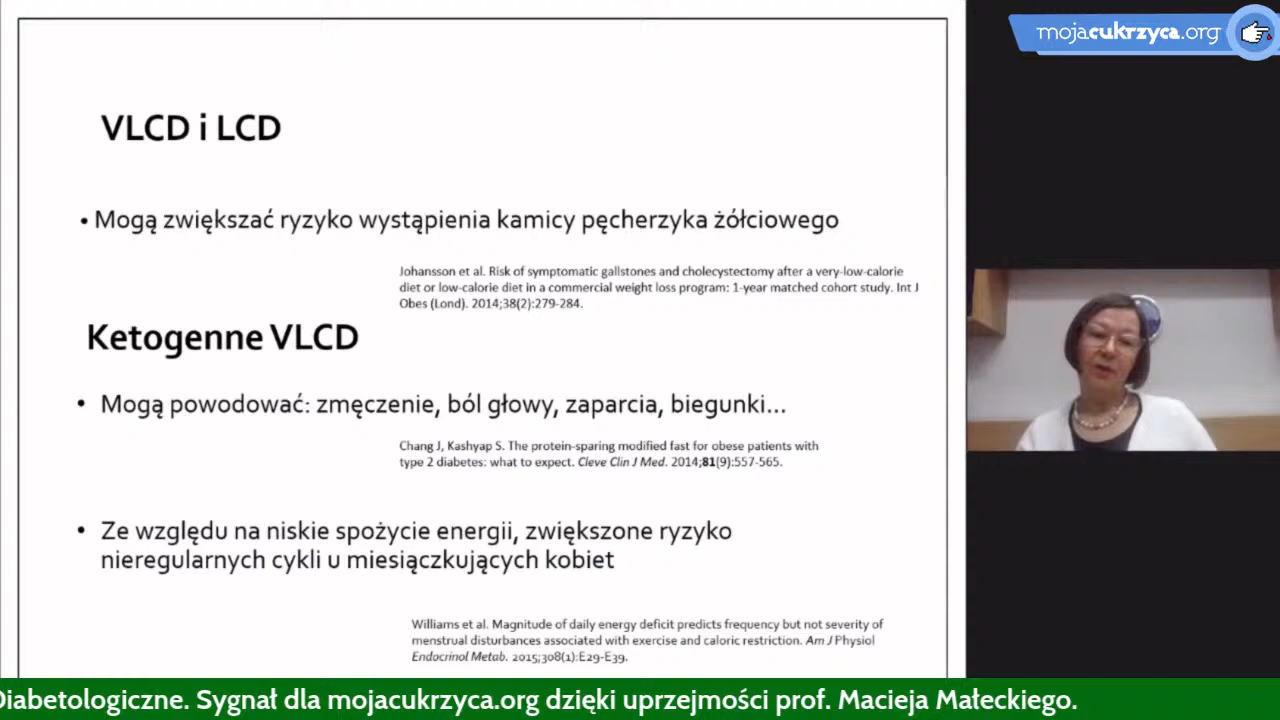 mojacukrzyca.org
VLCD i LCD
• Mogą zwiększać ryzyko wystąpienia kamicy pęcherzyka żółciowego
Johansson et al. Risk of symptomatic gallstones and cholecystectomy after a very-low-calorie
diet or low-calorie diet in a commercial weight loss program: 1-year matched cohort study. Int J
Obes (Lond). 2014;38(2):279-284.
Ketogenne VLCD
• Mogą powodować: zmęczenie, ból głowy, zaparcia, biegunki...
Chang J, Kashyap S. The protein-sparing modified fast for obese patients with
type 2 diabetes: what to expect. Cleve Clin J Med. 2014;81(9):557-565.
• Ze względu na niskie spożycie energii, zwiększone ryzyko
nieregularnych cykli u miesiączkujących kobiet
Williams et al. Magnitude of daily energy deficit predicts frequency but not severity of
menstrual disturbances associated with exercise and caloric restriction. Am J Physiol
Endocrinol Metab. 2015;308(1):E29-E39.
Diabetologiczne. Sygnał dla mojacukrzyca.org dzięki uprzejmości prof. Macieja Małeckiego.